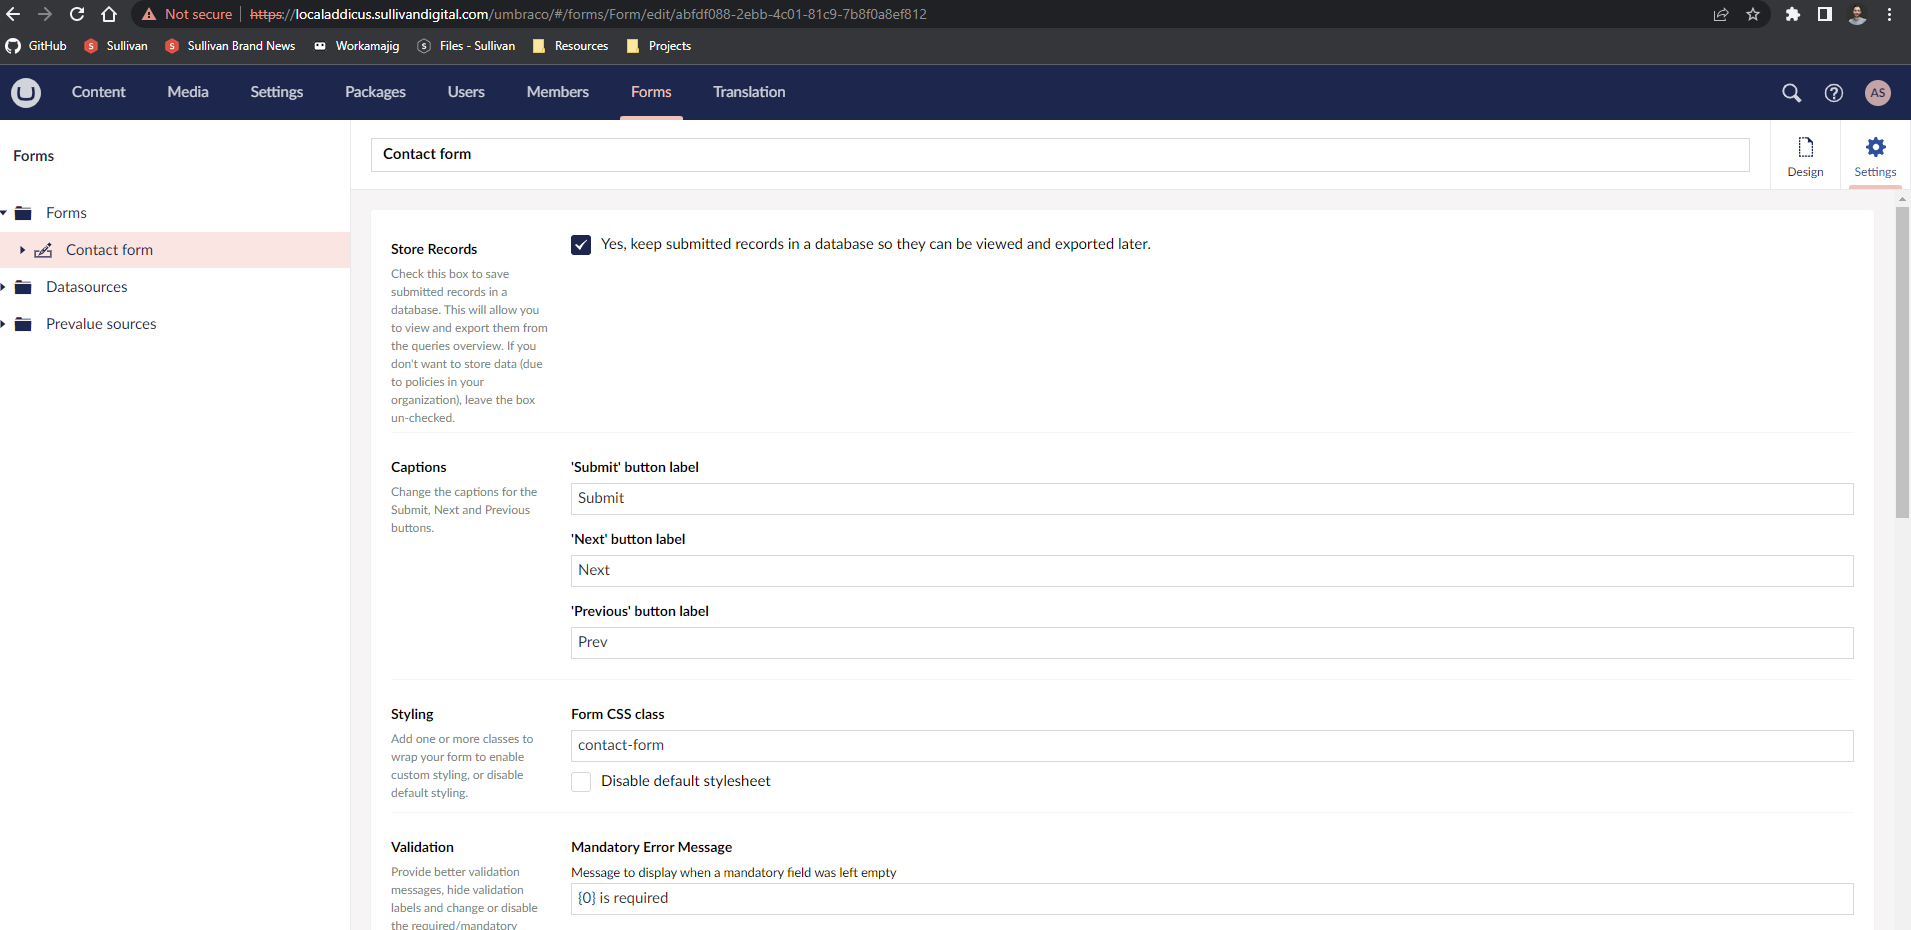 Not secure https://localaddicus.sullivandigital.com/umbraco/#/forms/Form/edit/abfdf088-2ebb-4c01-81c9-7b8f0a8ef812
GitHub S Sullivan S Sullivan Brand News Workamajig S Files - Sullivan Resources Projects
U Content Media Settings Packages Users Members Forms Translation ? AS
Forms
Contact form
Design
Settings
Forms
Contact form
Datasources
Prevalue sources
Store Records
Check this box to save
submitted records in a
database. This will allow you
to view and export them from
the queries overview. If you
don't want to store data (due
to policies in your
organization), leave the box
un-checked.
Yes, keep submitted records in a database so they can be viewed and exported later.
Captions
Change the captions for the
Submit, Next and Previous
buttons.
'Submit' button label
Submit
'Next' button label
Next
'Previous' button label
Prev
Styling
Add one or more classes to
wrap your form to enable
custom styling, or disable
default styling.
Form CSS class
contact-form
Disable default stylesheet
Validation
Provide better validation
messages, hide validation
labels and change or disable
the required/mandatory
Mandatory Error Message
Message to display when a mandatory field was left empty
{0} is required